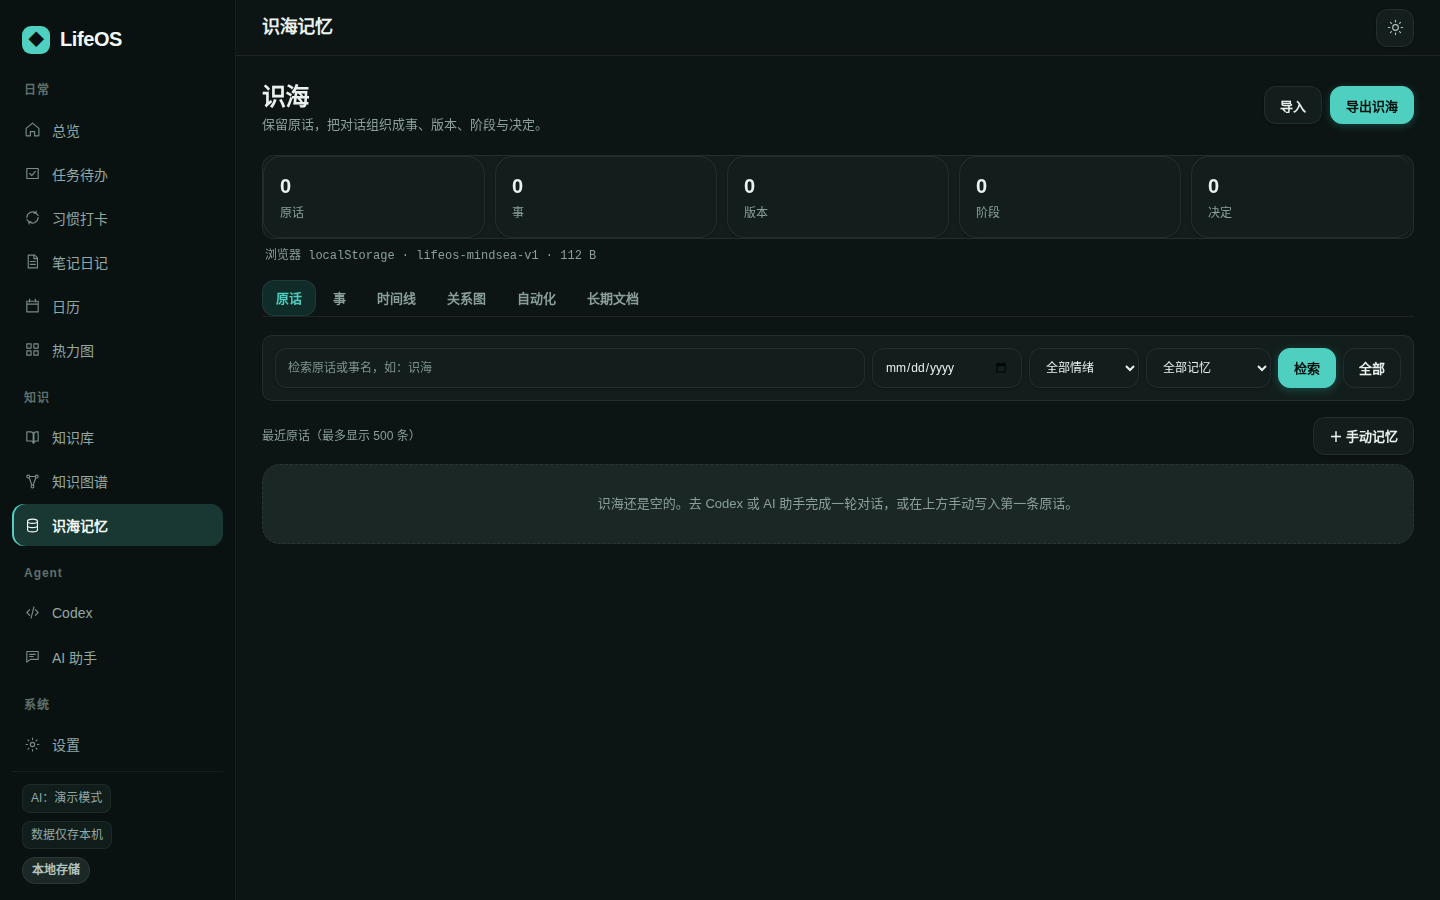 LifeOS
日常
总览
任务待办
习惯打卡
笔记日记
日历
热力图
知识
知识库
知识图谱
识海记忆
Agent
Codex
AI 助手
系统
设置
AI：演示模式
数据仅存本机
本地存储
识海记忆
识海
保留原话，把对话组织成事、版本、阶段与决定。
导入
导出识海
0
原话
0
事
0
版本
0
阶段
0
决定
浏览器 localStorage · lifeos-mindsea-v1 · 112 B
原话 事 时间线 关系图 自动化 长期文档
检索原话或事名，如：识海 mm/dd/yyyy 全部情绪 全部记忆 检索 全部
最近原话（最多显示 500 条）
＋ 手动记忆
识海还是空的。去 Codex 或 AI 助手完成一轮对话，或在上方手动写入第一条原话。